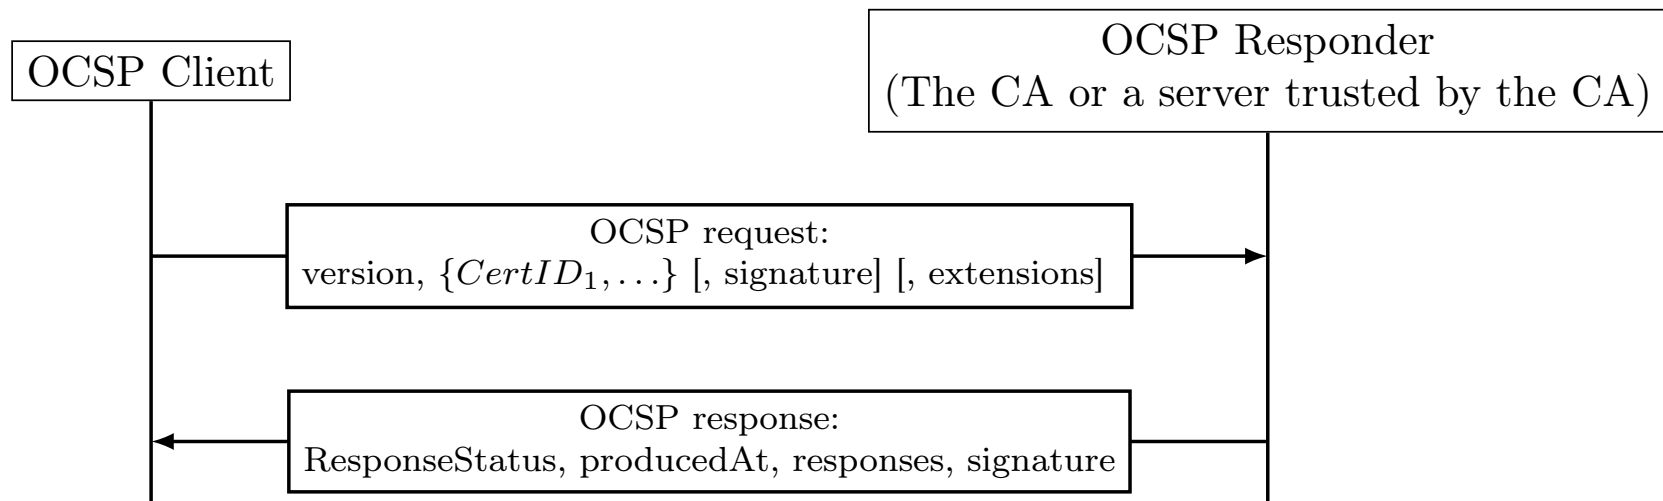 OCSP Client
OCSP Responder
(The CA or a server trusted by the CA)
OCSP request:
version, {CertID₁, …} [, signature] [, extensions]
OCSP response:
ResponseStatus, producedAt, responses, signature